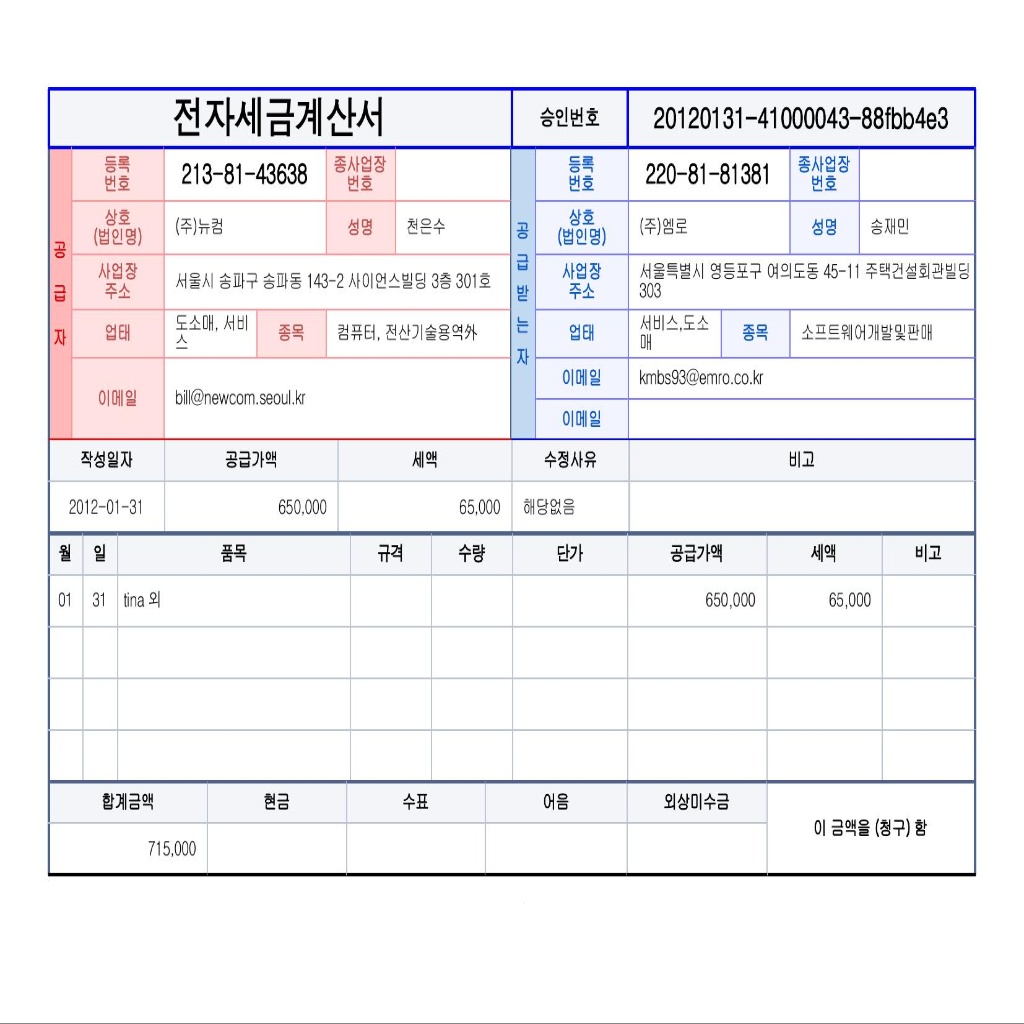 전자세금계산서 승인번호 20120131-41000043-88fbb4e3
공급자
등록번호 213-81-43638 종사업장번호
상호(법인명) (주)뉴컴 성명 천은수
사업장주소 서울시 송파구 송파동 143-2 사이언스빌딩 3층 301호
업태 도소매, 서비스 종목 컴퓨터, 전산기술용역外
이메일 bill@newcom.seoul.kr
공급받는자
등록번호 220-81-81381 종사업장번호
상호(법인명) (주)엠로 성명 송재민
사업장주소 서울특별시 영등포구 여의도동 45-11 주택건설회관빌딩
303
업태 서비스,도소매 종목 소프트웨어개발및판매
이메일 kmbs93@emro.co.kr
이메일
작성일자 공급가액 세액 수정사유 비고
2012-01-31 650,000 65,000 해당없음
월 일 품목 규격 수량 단가 공급가액 세액 비고
01 31 tina 외 650,000 65,000
합계금액 현금 수표 어음 외상미수금 이 금액을 (청구) 함
715,000